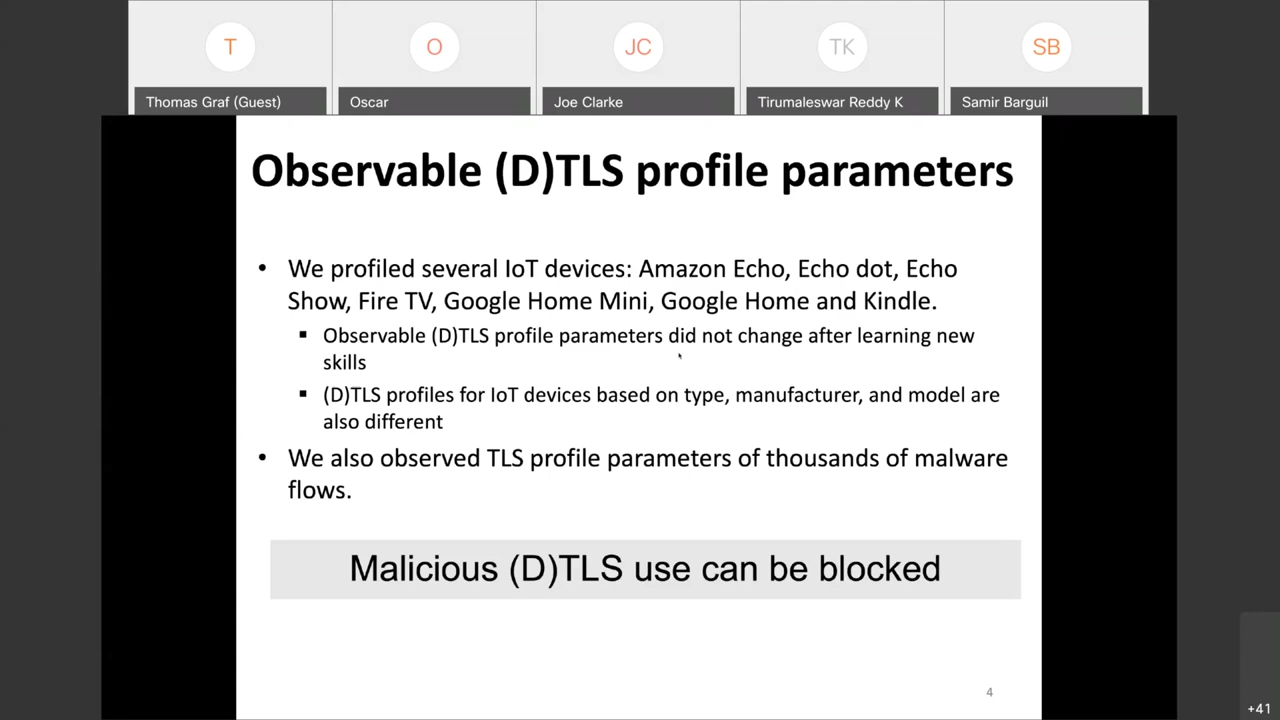 T
O
JC
TK
SB
Thomas Graf (Guest)
Oscar
Joe Clarke
Tirumaleswar Reddy K
Samir Barguil
Observable (D)TLS profile parameters
• We profiled several IoT devices: Amazon Echo, Echo dot, Echo
Show, Fire TV, Google Home Mini, Google Home and Kindle.
▪ Observable (D)TLS profile parameters did not change after learning new
skills
▪ (D)TLS profiles for IoT devices based on type, manufacturer, and model are
also different
• We also observed TLS profile parameters of thousands of malware
flows.
Malicious (D)TLS use can be blocked
4
+41